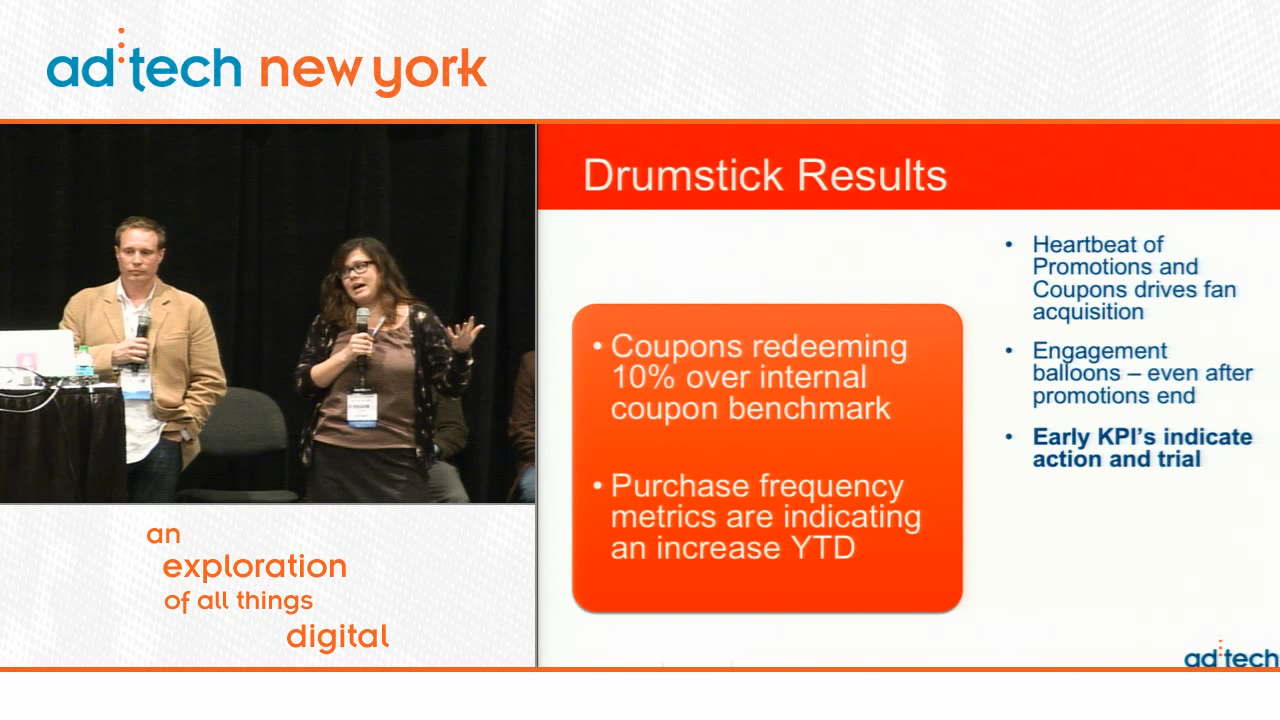 ad:tech new york
Drumstick Results
• Coupons redeeming
10% over internal
coupon benchmark
• Purchase frequency
metrics are indicating
an increase YTD
• Heartbeat of
Promotions and
Coupons drives fan
acquisition
• Engagement
balloons – even after
promotions end
• Early KPI's indicate
action and trial
an
exploration
of all things
digital
ad:tech